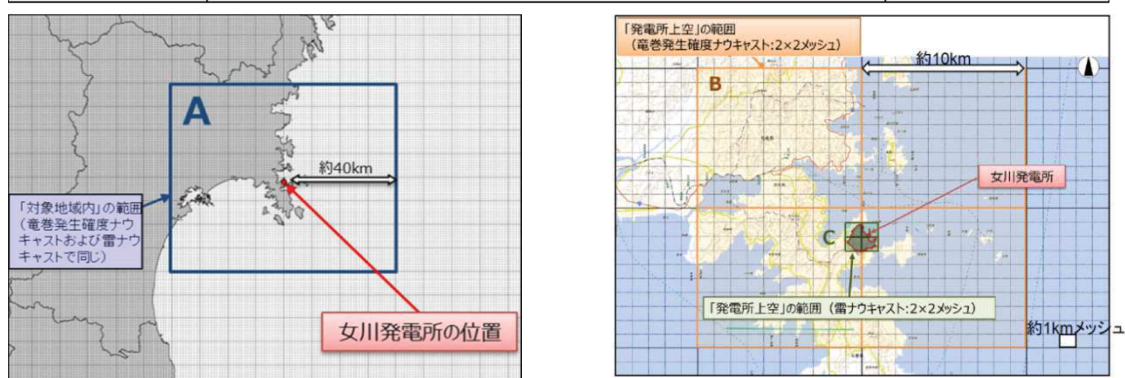 A
約40km
「対象地域内」の範囲
(竜巻発生確度ナウ
キャストおよび雷ナウ
キャストで同じ)
女川発電所の位置
「発電所上空」の範囲
(竜巻発生確度ナウキャスト:2×2メッシュ)
約10km
B
女川発電所
C
「発電所上空」の範囲(雷ナウキャスト:2×2メッシュ)
約1kmメッシュ